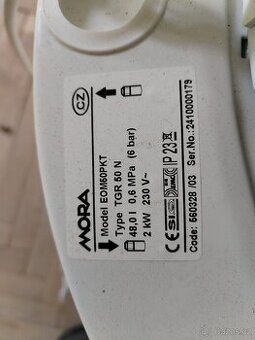 CZ
MORA
Model EOM50PKT
Type TGR 50 N
48,0 l 0,6 MPa (6 bar)
2 kW 230 V~
IP 23
Code: 560328 /03
Ser.No.:2410000179